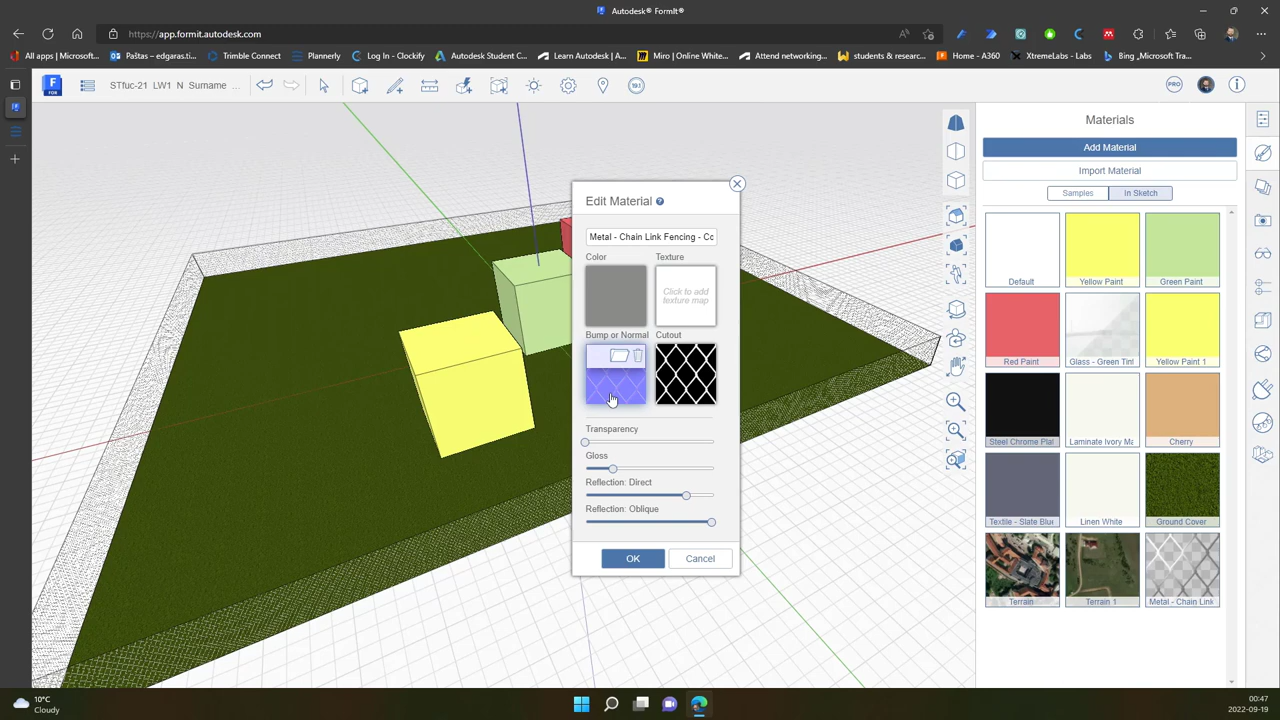 Autodesk® FormIt®
https://app.formit.autodesk.com
All apps | microsoft...
Paštas – edgaras.ti...
Trimble Connect
Plannerly
Log In - Clockify
Autodesk Student C...
Learn Autodesk | A...
Miro | Online White...
Attend networking...
students & researc...
Home - A360
XtremeLabs - Labs
Bing „Microsoft Tra...
F
FOR
STfuc-21 LW1 N Surname ...
19.1
PRO
Materials
Add Material
Import Material
Samples
In Sketch
Default
Yellow Paint
Green Paint
Red Paint
Glass - Green Tint
Yellow Paint 1
Steel Chrome Plat
Laminate Ivory Ma
Cherry
Textile - Slate Blue
Linen White
Ground Cover
Terrain
Terrain 1
Metal - Chain Link
Edit Material
Metal - Chain Link Fencing - Co
Color
Texture
Click to add
texture map
Bump or Normal
Cutout
Transparency
Gloss
Reflection: Direct
Reflection: Oblique
OK
Cancel
10°C
Cloudy
00:47
2022-09-19